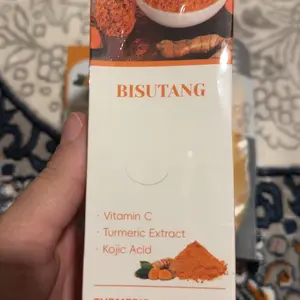 BISUTANG
· Vitamin C
· Turmeric Extract
· Kojic Acid